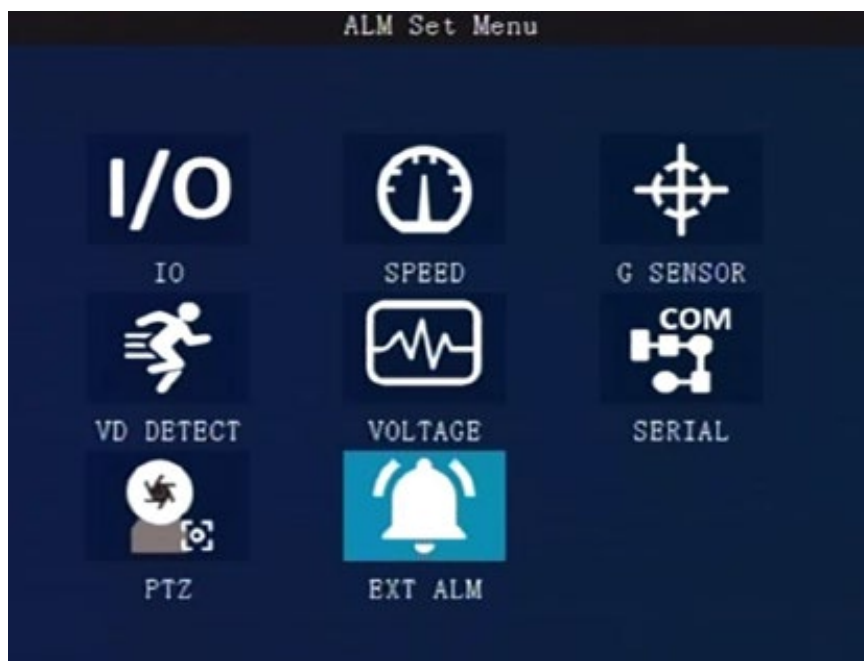 ALM Set Menu
I/O
IO
SPEED
G SENSOR
COM
VD DETECT
VOLTAGE
SERIAL
PTZ
EXT ALM